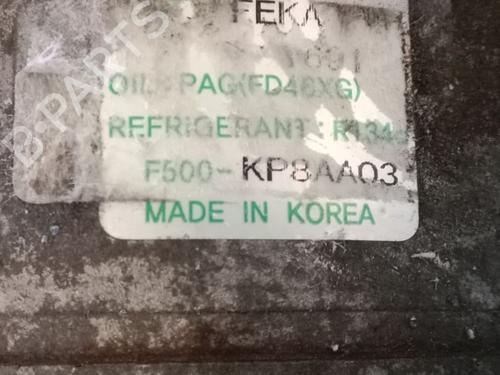 FEKA
OIL: PAG(FD46XG)
REFRIGERANT: R134a
F500-KP8AA03
MADE IN KOREA
B-PARTS